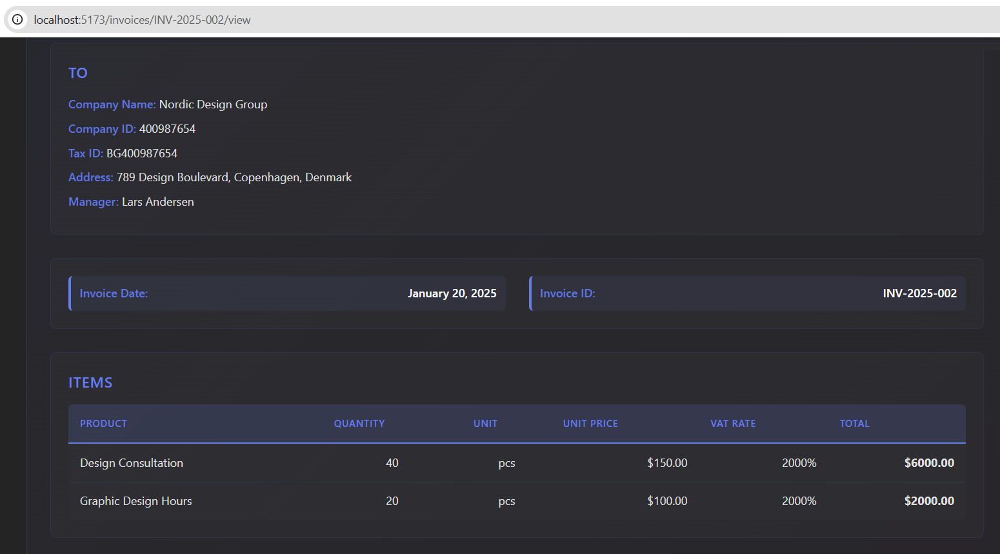 localhost:5173/invoices/INV-2025-002/view
TO
Company Name: Nordic Design Group
Company ID: 400987654
Tax ID: BG400987654
Address: 789 Design Boulevard, Copenhagen, Denmark
Manager: Lars Andersen
Invoice Date: January 20, 2025 Invoice ID: INV-2025-002
ITEMS
PRODUCT QUANTITY UNIT UNIT PRICE VAT RATE TOTAL
Design Consultation 40 pcs $150.00 2000% $6000.00
Graphic Design Hours 20 pcs $100.00 2000% $2000.00